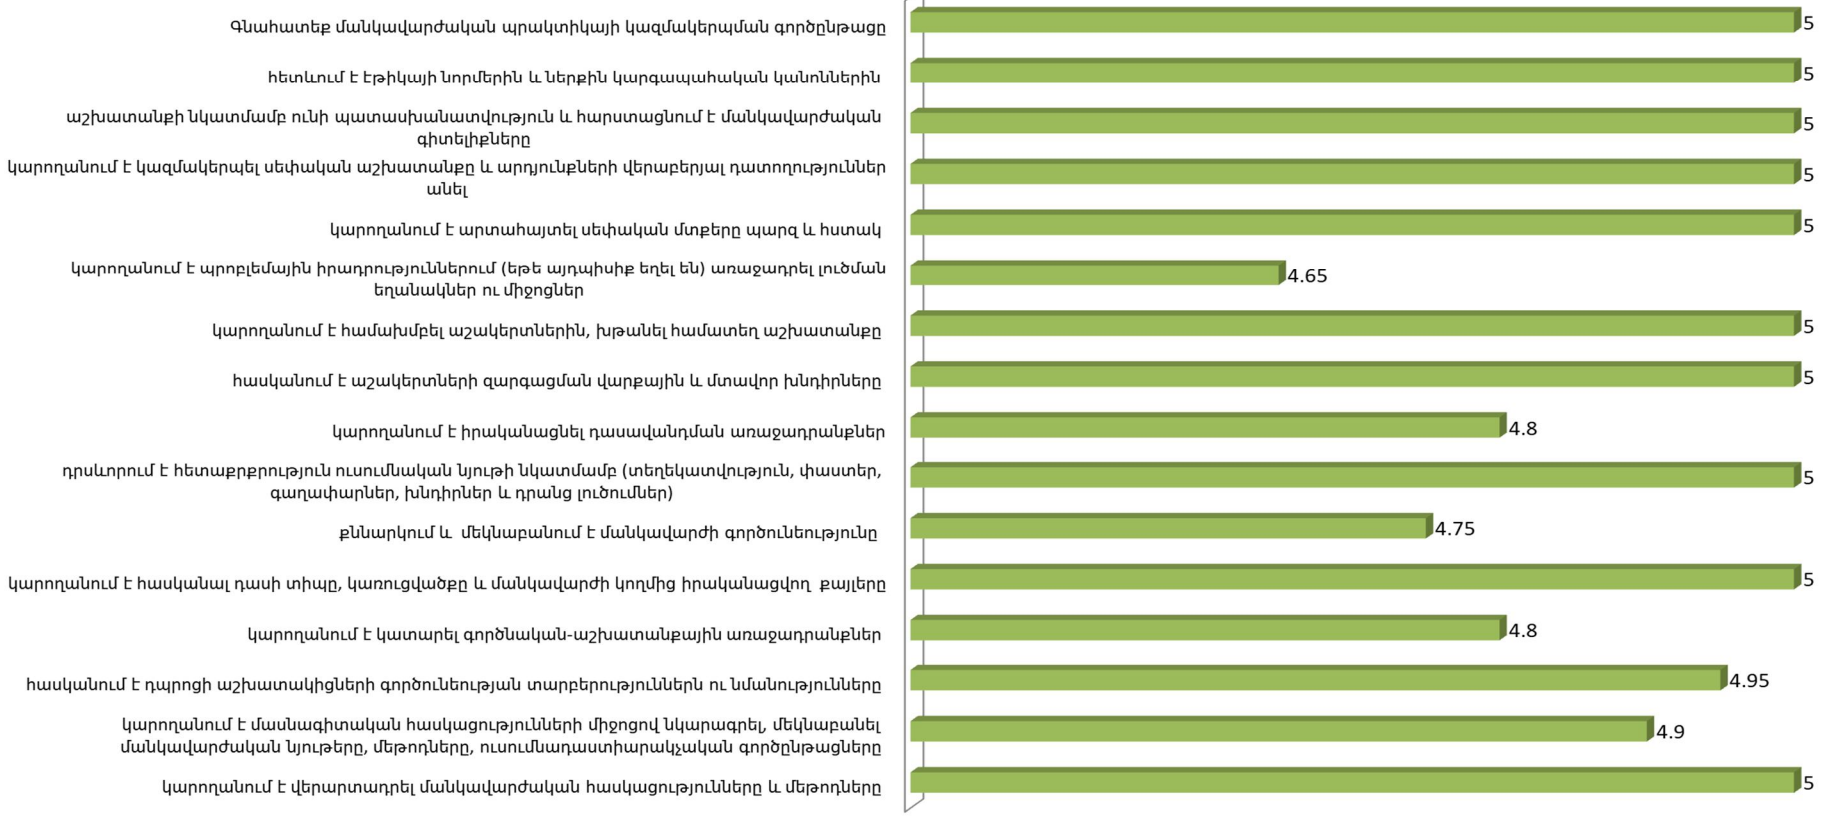 Գնահատեք մանկավարժական պրակտիկայի կազմակերպման գործընթացը
5
հետևում է էթիկայի նորմերին և ներքին կարգապահական կանոններին
5
աշխատանքի նկատմամբ ունի պատասխանատվություն և հարստացնում է մանկավարժական
գիտելիքները
5
կարողանում է կազմակերպել սեփական աշխատանքը և արդյունքների վերաբերյալ դատողություններ
անել
5
կարողանում է արտահայտել սեփական մտքերը պարզ և հստակ
5
կարողանում է պրոբլեմային իրադրություններում (եթե այդպիսիք եղել են) առաջադրել լուծման
եղանակներ ու միջոցներ
4.65
կարողանում է համախմբել աշակերտներին, խթանել համատեղ աշխատանքը
5
հասկանում է աշակերտների զարգացման վարքային և մտավոր խնդիրները
5
կարողանում է իրականացնել դասավանդման առաջադրանքներ
4.8
դրսևորում է հետաքրքրություն ուսումնական նյութի նկատմամբ (տեղեկատվություն, փաստեր,
գաղափարներ, խնդիրներ և դրանց լուծումներ)
5
քննարկում և մեկնաբանում է մանկավարժի գործունեությունը
4.75
կարողանում է հասկանալ դասի տիպը, կառուցվածքը և մանկավարժի կողմից իրականացվող քայլերը
5
կարողանում է կատարել գործնական-աշխատանքային առաջադրանքներ
4.8
հասկանում է դպրոցի աշխատակիցների գործունեության տարբերություններն ու նմանությունները
4.95
կարողանում է մասնագիտական հասկացությունների միջոցով նկարագրել, մեկնաբանել
մանկավարժական նյութերը, մեթոդները, ուսումնադաստիարակչական գործընթացները
4.9
կարողանում է վերարտադրել մանկավարժական հասկացությունները և մեթոդները
5